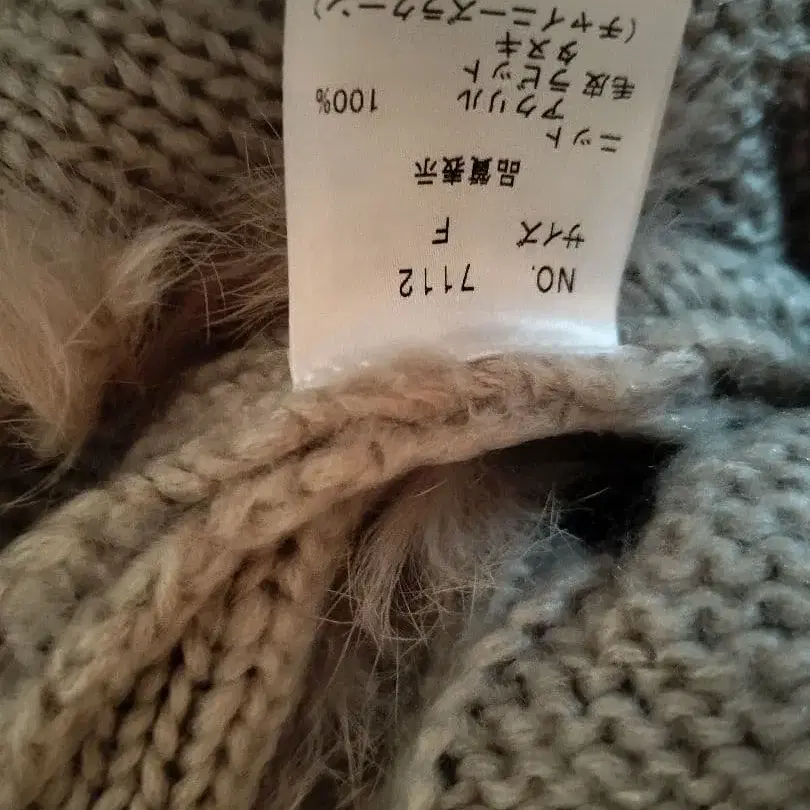 NO. 7112
サイズ F
品質表示
ニット
アクリル 100%
毛皮 ラビット
タヌキ
(チャイニーズラクーン)